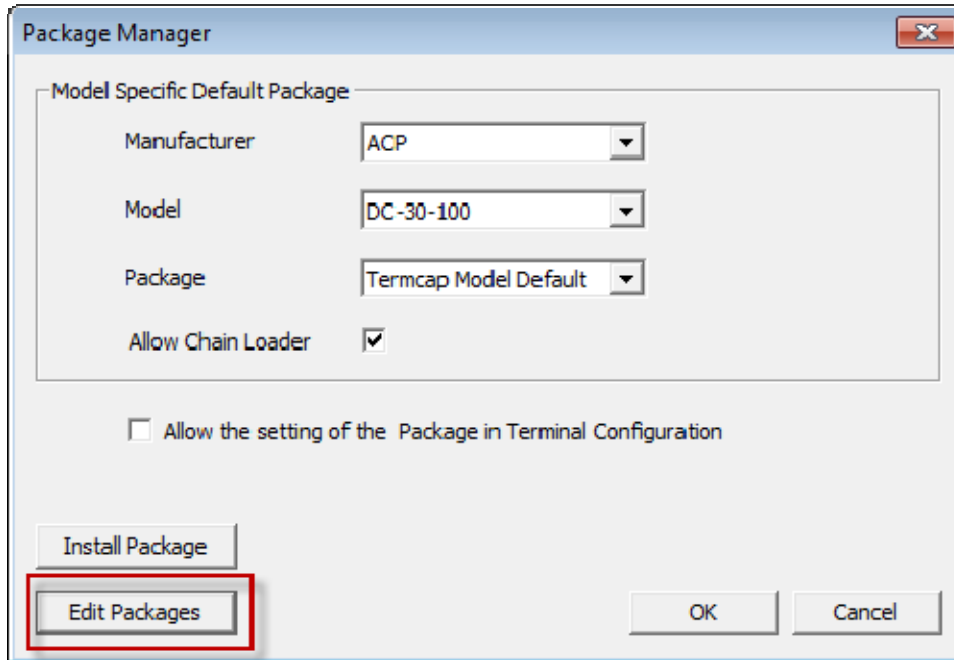 Package Manager
Model Specific Default Package
Manufacturer
ACP
Model
DC-30-100
Package
Termcap Model Default
Allow Chain Loader
Allow the setting of the Package in Terminal Configuration
Install Package
Edit Packages
OK
Cancel